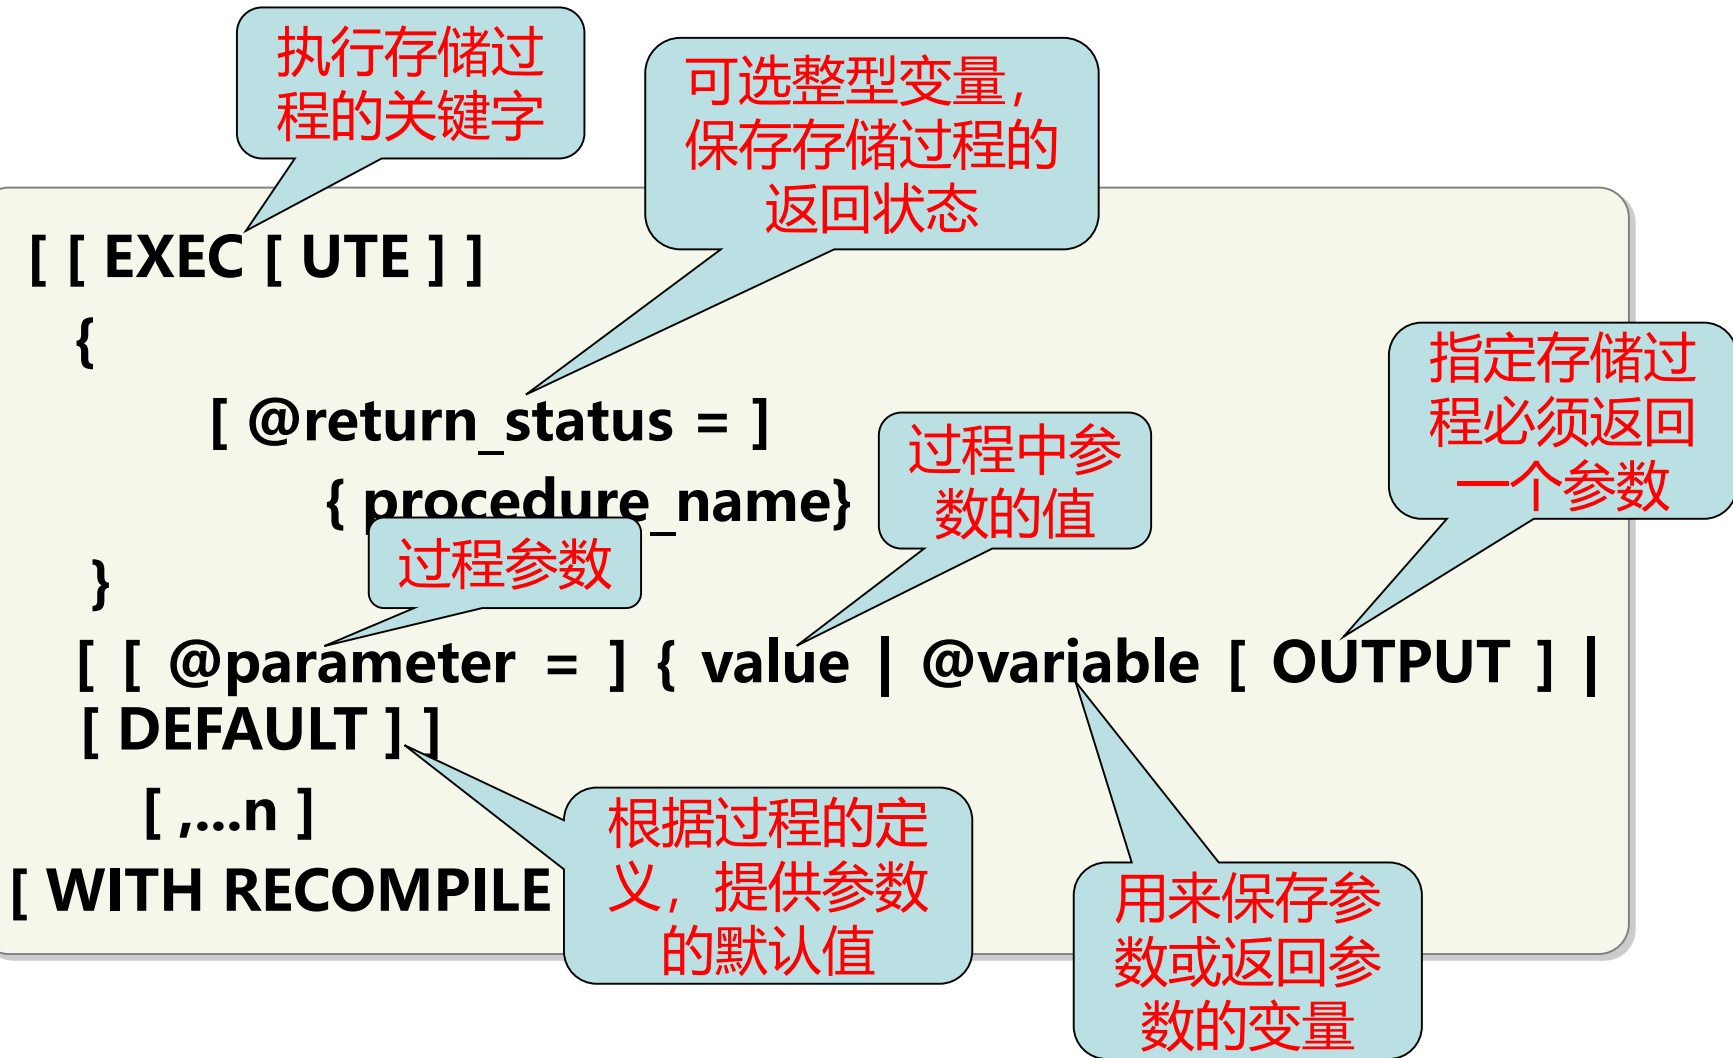 执行存储过
程的关键字
可选整型变量，
保存存储过程的
返回状态
[ [ EXEC [ UTE ] ]
{
[ @return_status = ]
{ procedure_name}
}
过程参数
过程中参
数的值
指定存储过
程必须返回
一个参数
[ [ @parameter = ] { value | @variable [ OUTPUT ] |
[ DEFAULT ] ]
[ ,...n ]
[ WITH RECOMPILE
根据过程的定
义，提供参数
的默认值
用来保存参
数或返回参
数的变量